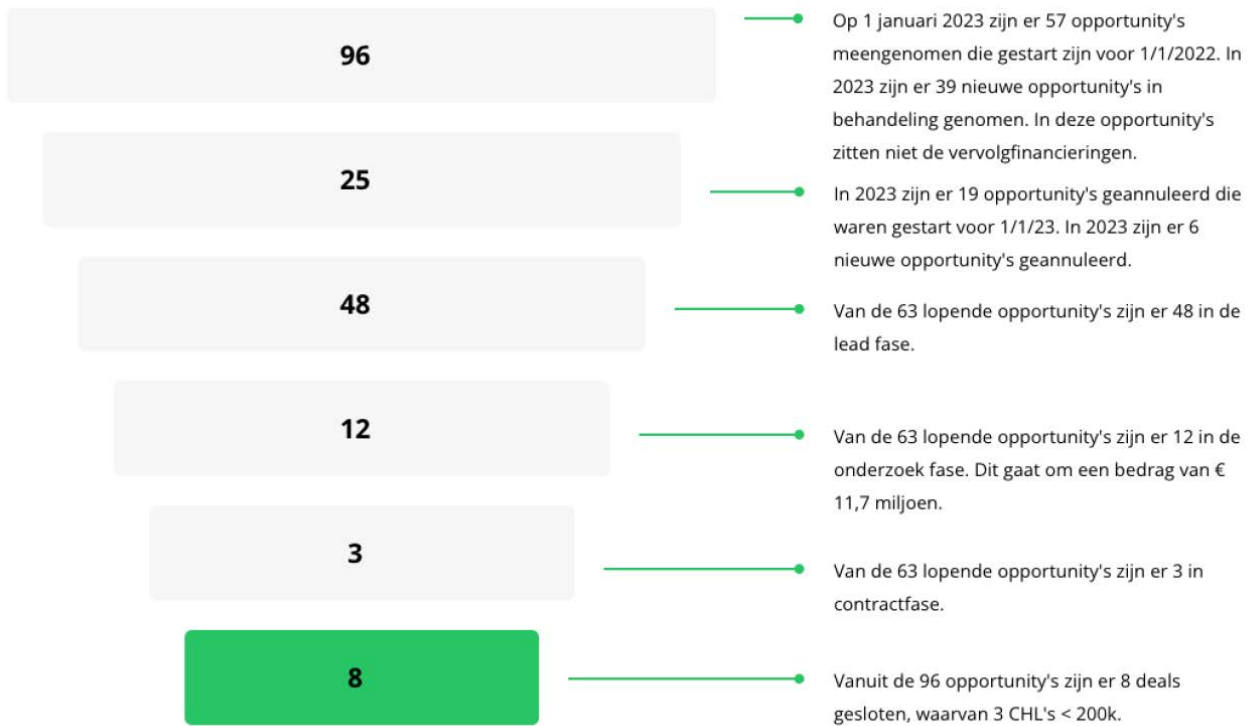 96
Op 1 januari 2023 zijn er 57 opportunity's
meengenomen die gestart zijn voor 1/1/2022. In
2023 zijn er 39 nieuwe opportunity's in
behandeling genomen. In deze opportunity's
zitten niet de vervolgfinancieringen.
25
In 2023 zijn er 19 opportunity's geannuleerd die
waren gestart voor 1/1/23. In 2023 zijn er 6
nieuwe opportunity's geannuleerd.
48
Van de 63 lopende opportunity's zijn er 48 in de
lead fase.
12
Van de 63 lopende opportunity's zijn er 12 in de
onderzoek fase. Dit gaat om een bedrag van €
11,7 miljoen.
3
Van de 63 lopende opportunity's zijn er 3 in
contractfase.
8
Vanuit de 96 opportunity's zijn er 8 deals
gesloten, waarvan 3 CHL's < 200k.